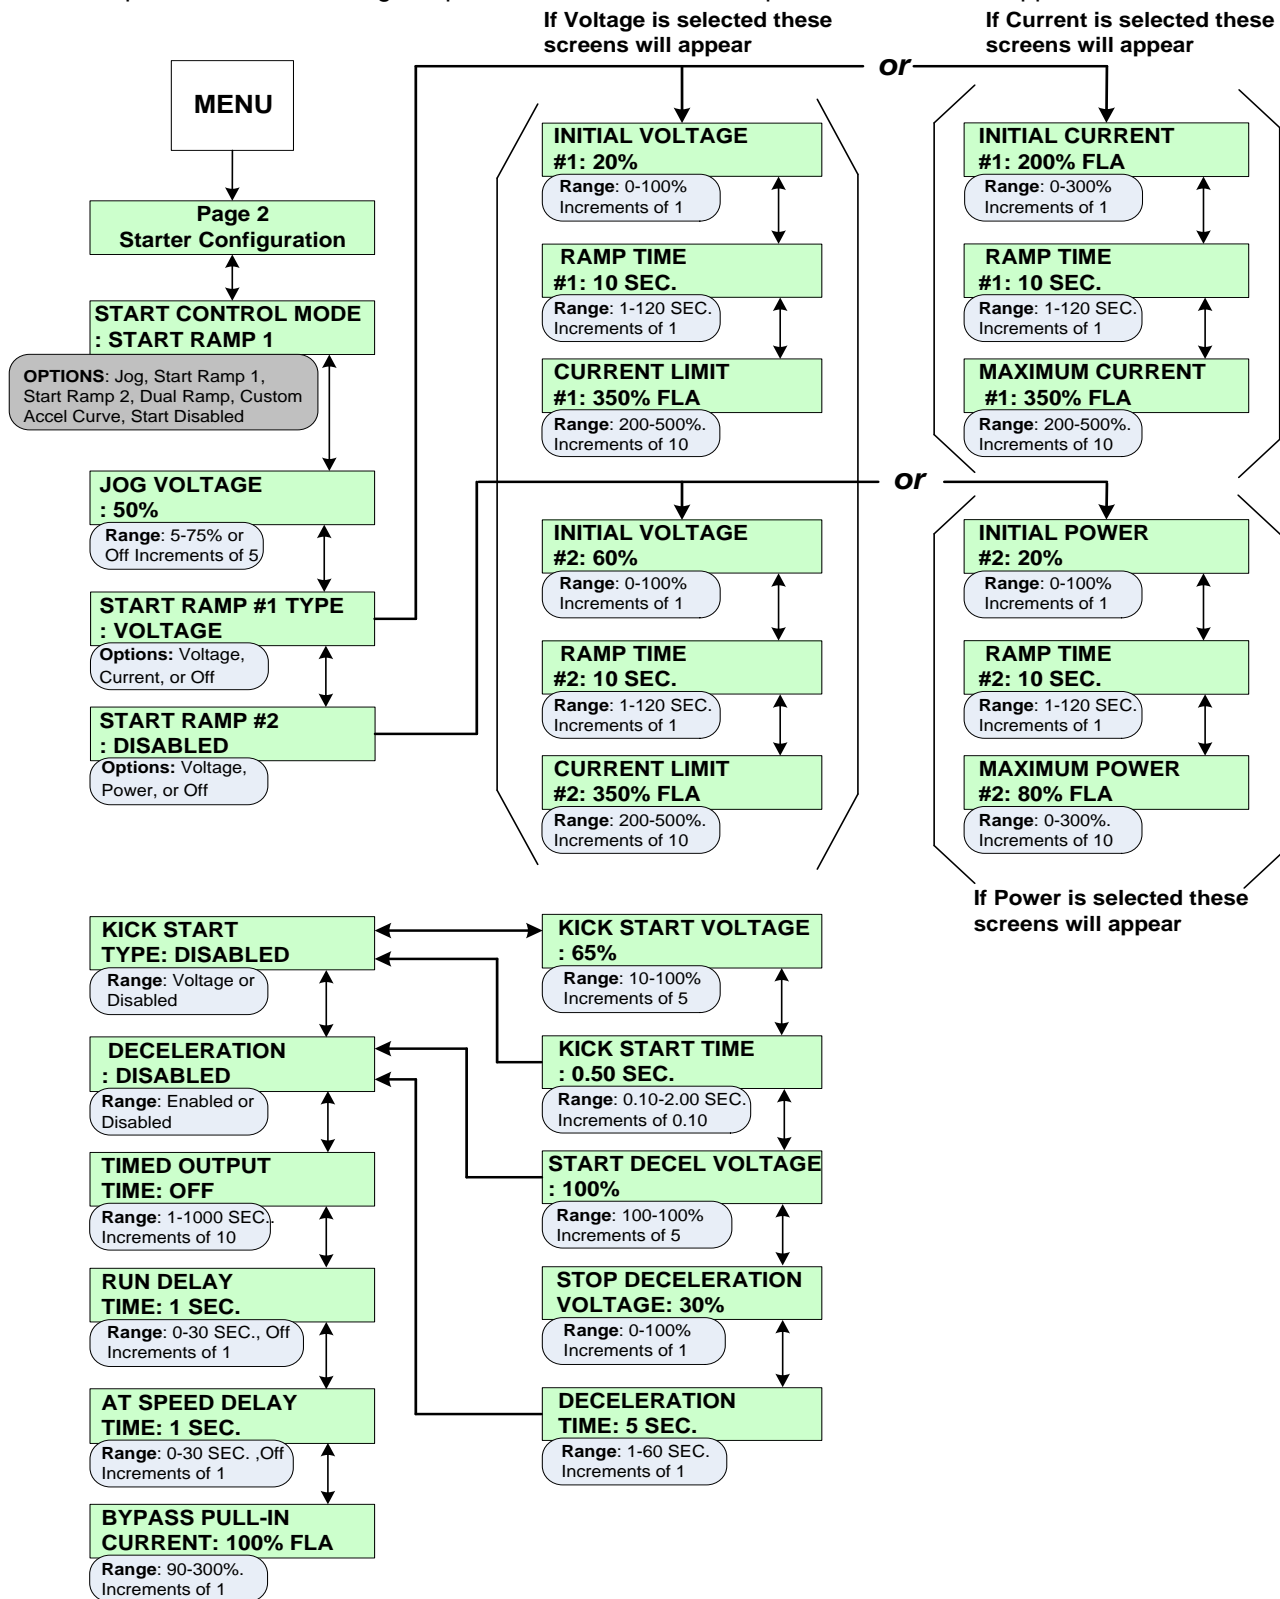 If Voltage is selected these
screens will appear
If Current is selected these
screens will appear
or
MENU
Page 2
Starter Configuration
START CONTROL MODE
: START RAMP 1
OPTIONS: Jog, Start Ramp 1,
Start Ramp 2, Dual Ramp, Custom
Accel Curve, Start Disabled
JOG VOLTAGE
: 50%
Range: 5-75% or
Off Increments of 5
START RAMP #1 TYPE
: VOLTAGE
Options: Voltage,
Current, or Off
START RAMP #2
: DISABLED
Options: Voltage,
Power, or Off
INITIAL VOLTAGE
#1: 20%
Range: 0-100%
Increments of 1
RAMP TIME
#1: 10 SEC.
Range: 1-120 SEC.
Increments of 1
CURRENT LIMIT
#1: 350% FLA
Range: 200-500%.
Increments of 10
INITIAL CURRENT
#1: 200% FLA
Range: 0-300%
Increments of 1
RAMP TIME
#1: 10 SEC.
Range: 1-120 SEC.
Increments of 1
MAXIMUM CURRENT
#1: 350% FLA
Range: 200-500%.
Increments of 10
or
INITIAL VOLTAGE
#2: 60%
Range: 0-100%
Increments of 1
RAMP TIME
#2: 10 SEC.
Range: 1-120 SEC.
Increments of 1
CURRENT LIMIT
#2: 350% FLA
Range: 200-500%.
Increments of 10
INITIAL POWER
#2: 20%
Range: 0-100%
Increments of 1
RAMP TIME
#2: 10 SEC.
Range: 1-120 SEC.
Increments of 1
MAXIMUM POWER
#2: 80% FLA
Range: 0-300%.
Increments of 10
If Power is selected these
screens will appear
KICK START
TYPE: DISABLED
Range: Voltage or
Disabled
DECELERATION
: DISABLED
Range: Enabled or
Disabled
TIMED OUTPUT
TIME: OFF
Range: 1-1000 SEC..
Increments of 10
RUN DELAY
TIME: 1 SEC.
Range: 0-30 SEC., Off
Increments of 1
AT SPEED DELAY
TIME: 1 SEC.
Range: 0-30 SEC. ,Off
Increments of 1
BYPASS PULL-IN
CURRENT: 100% FLA
Range: 90-300%.
Increments of 1
KICK START VOLTAGE
: 65%
Range: 10-100%
Increments of 5
KICK START TIME
: 0.50 SEC.
Range: 0.10-2.00 SEC.
Increments of 0.10
START DECEL VOLTAGE
: 100%
Range: 100-100%
Increments of 5
STOP DECELERATION
VOLTAGE: 30%
Range: 0-100%
Increments of 1
DECELERATION
TIME: 5 SEC.
Range: 1-60 SEC.
Increments of 1